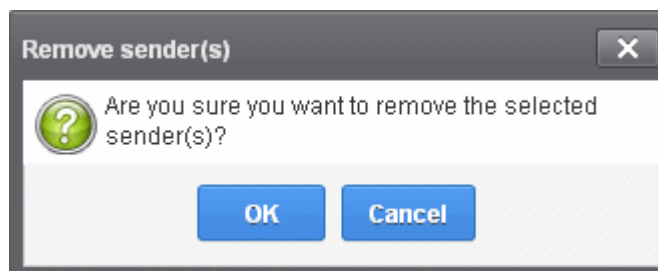 Remove sender(s)
Are you sure you want to remove the selected
sender(s)?
OK Cancel